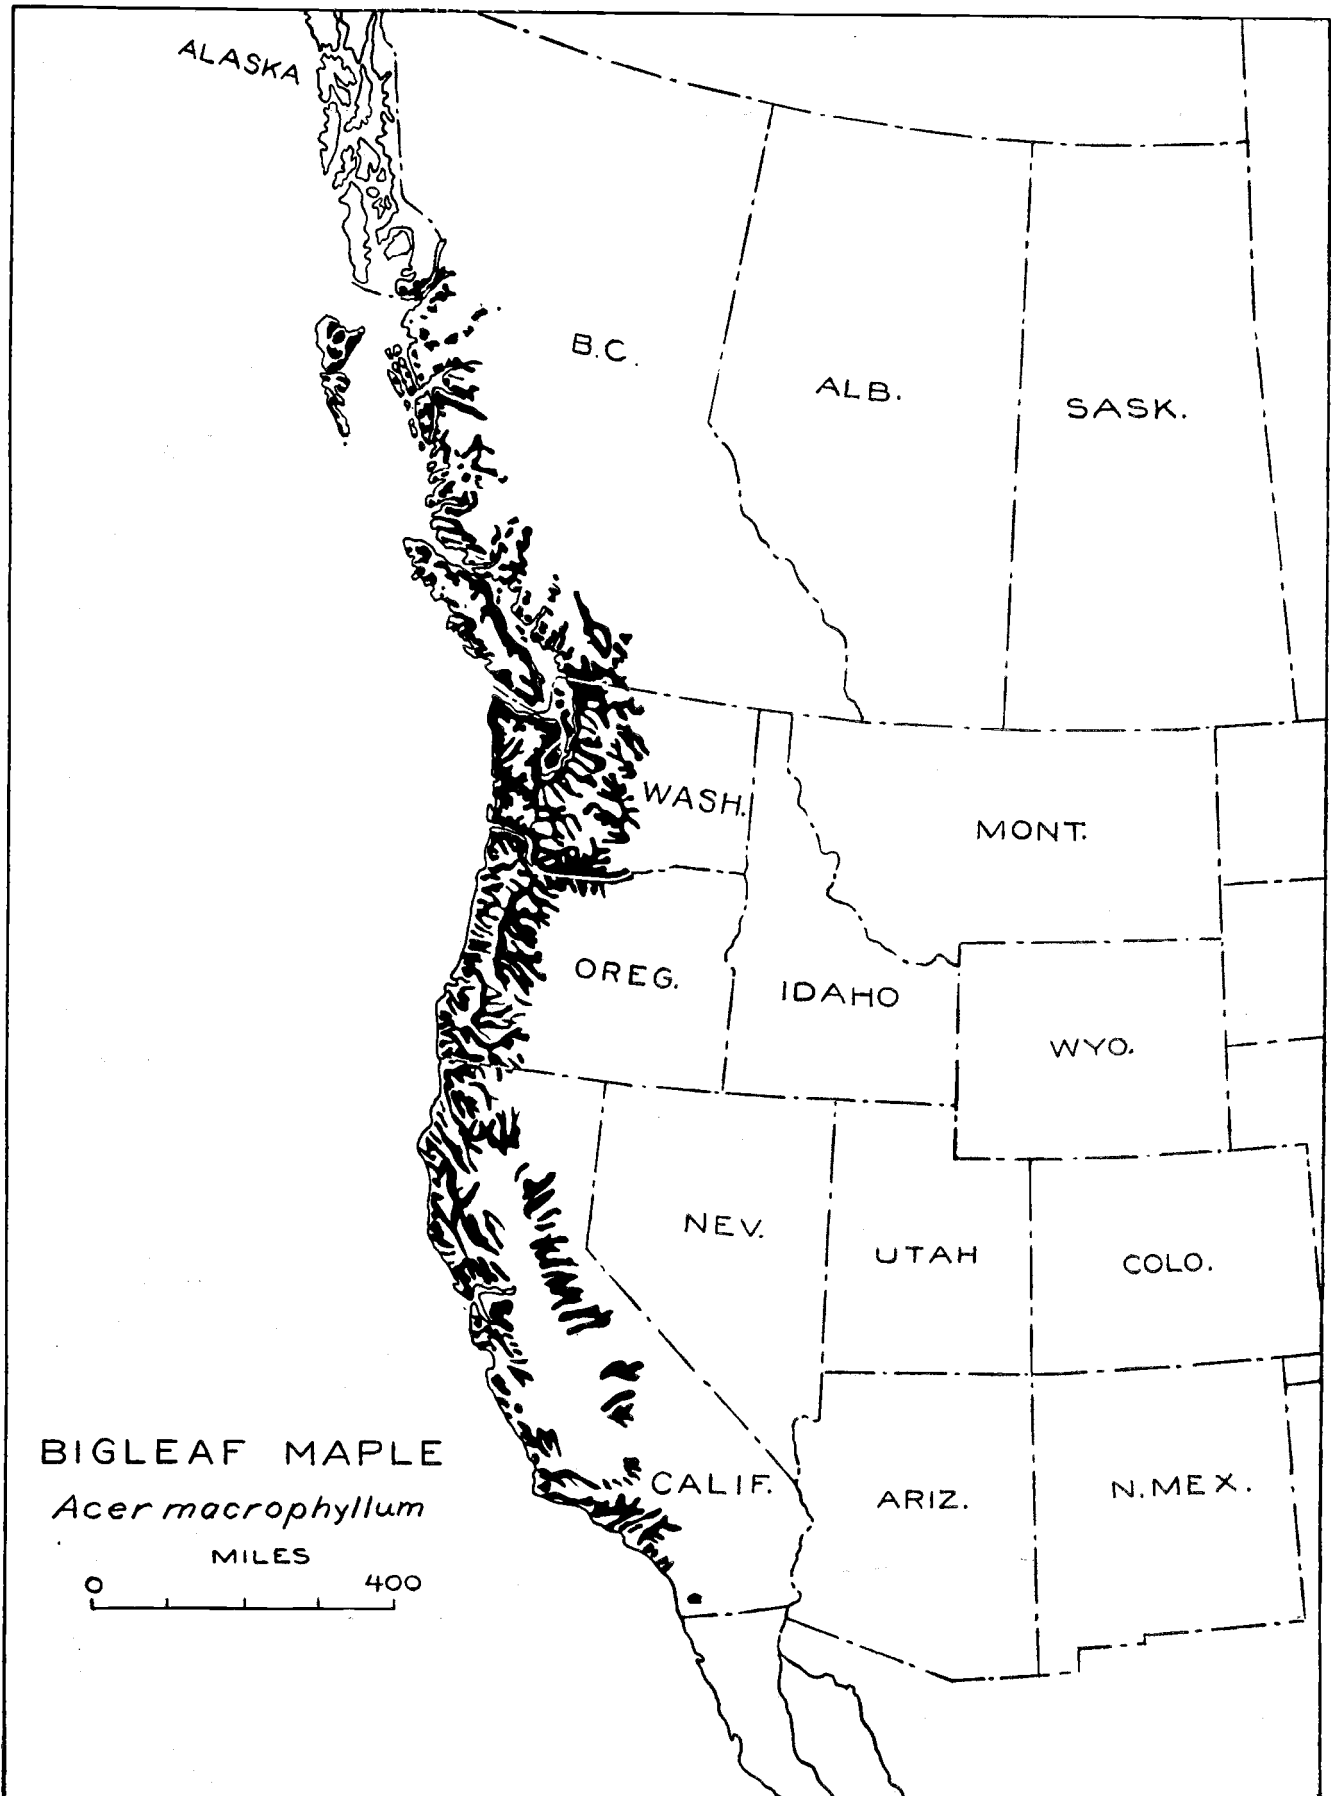 ALASKA
B.C.
ALB.
SASK.
WASH.
MONT.
OREG.
IDAHO
WYO.
NEV.
UTAH
COLO.
CALIF.
ARIZ.
N.MEX.
BIGLEAF MAPLE
Acer macrophyllum
MILES
0 400